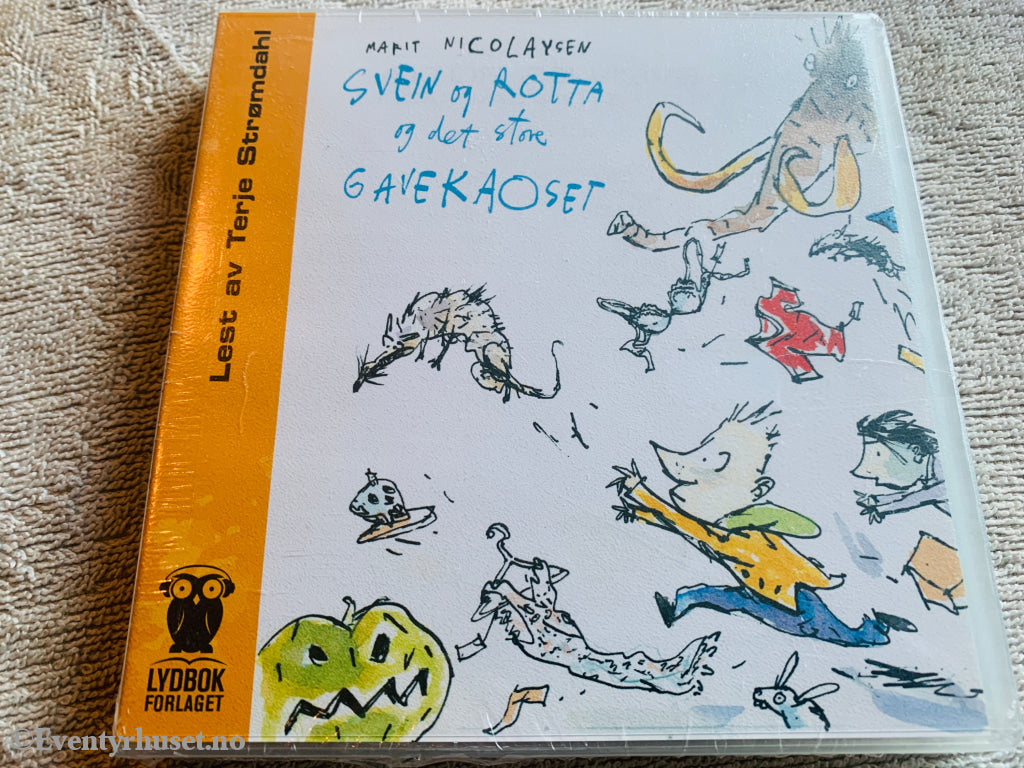 MARIT NICOLAYSEN
SVEIN og ROTTA
og det store
GAVEKAOSET
Lest av Terje Strømdahl
LYDBOK
FORLAGET
©Eventyrhuset.no